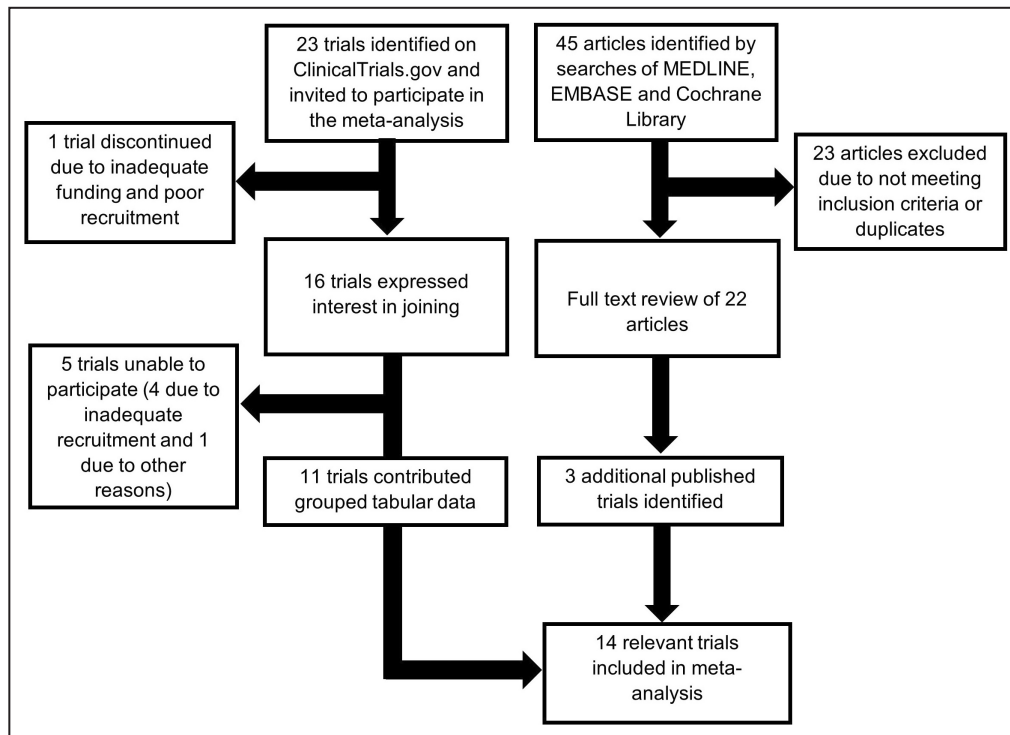 23 trials identified on
ClinicalTrials.gov and
invited to participate in
the meta-analysis
45 articles identified by
searches of MEDLINE,
EMBASE and Cochrane
Library
1 trial discontinued
due to inadequate
funding and poor
recruitment
23 articles excluded
due to not meeting
inclusion criteria or
duplicates
16 trials expressed
interest in joining
Full text review of 22
articles
5 trials unable to
participate (4 due to
inadequate
recruitment and 1
due to other
reasons)
11 trials contributed
grouped tabular data
3 additional published
trials identified
14 relevant trials
included in meta-
analysis